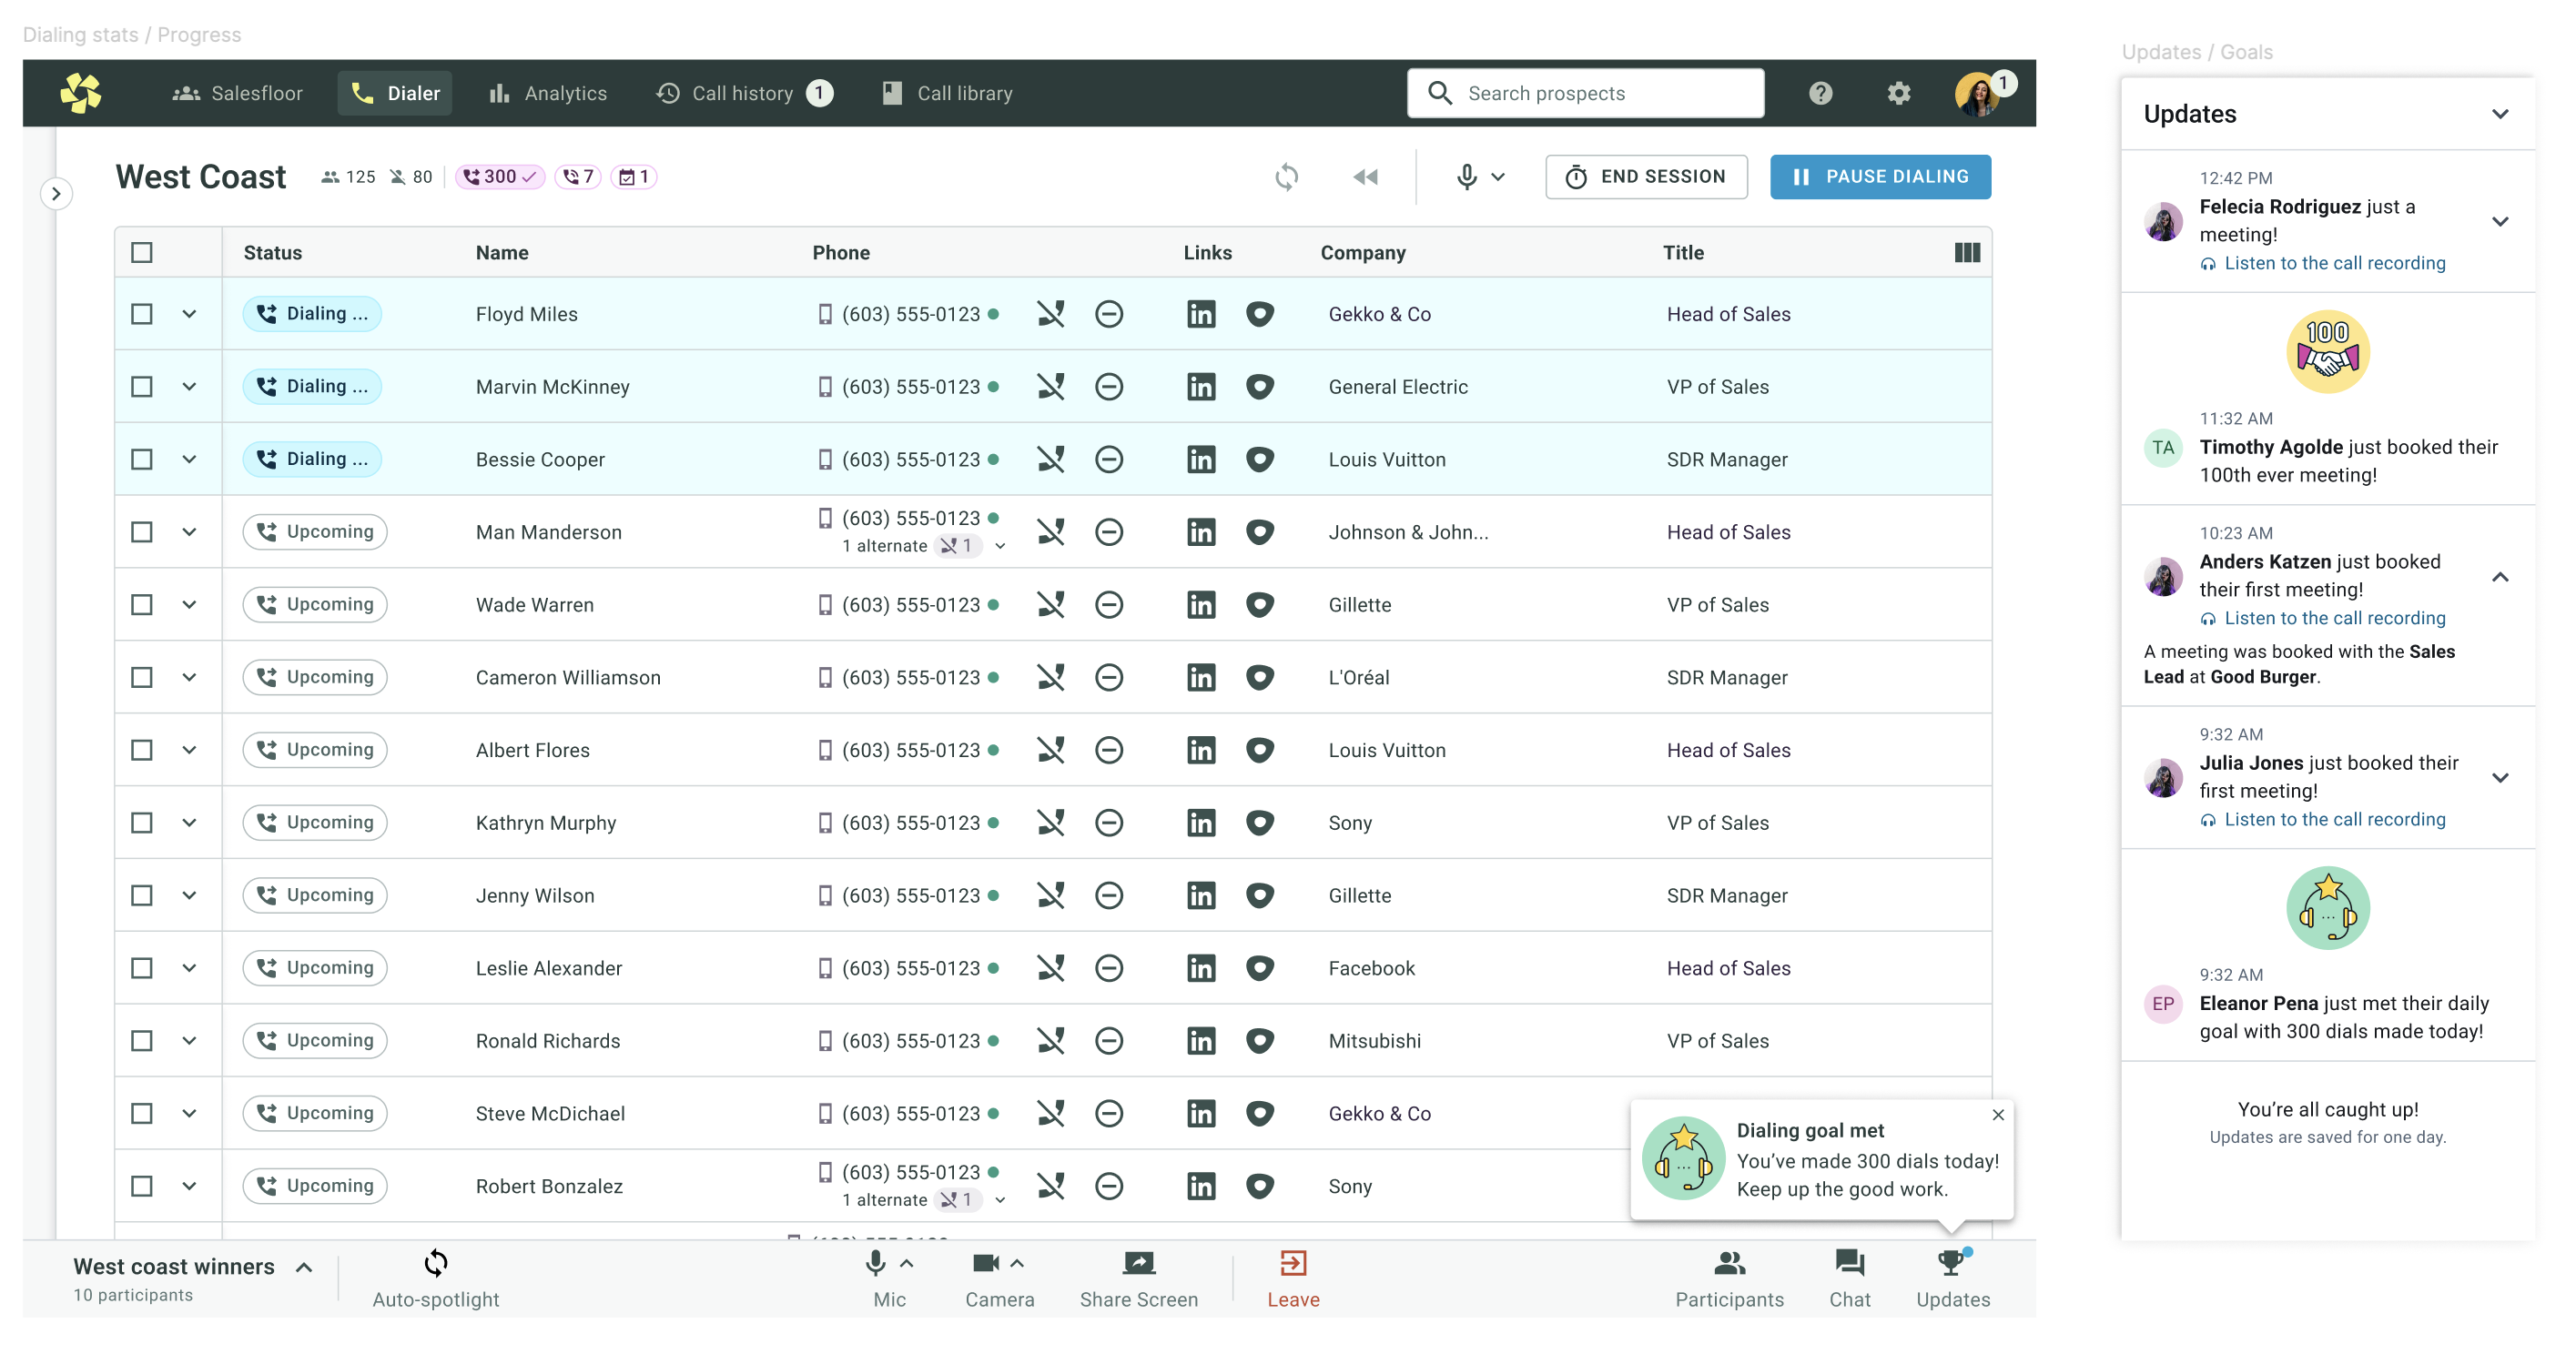 Dialing stats / Progress
Salesfloor
Dialer
Analytics
Call history 1
Call library
Search prospects
1
West Coast 125 80 300 7 1
END SESSION
PAUSE DIALING
Status Name Phone Links Company Title
Dialing ... Floyd Miles (603) 555-0123 in Gekko & Co Head of Sales
Dialing ... Marvin McKinney (603) 555-0123 in General Electric VP of Sales
Dialing ... Bessie Cooper (603) 555-0123 in Louis Vuitton SDR Manager
Upcoming Man Manderson (603) 555-0123 in Johnson & John... Head of Sales
1 alternate 1
Upcoming Wade Warren (603) 555-0123 in Gillette VP of Sales
Upcoming Cameron Williamson (603) 555-0123 in L'Oréal SDR Manager
Upcoming Albert Flores (603) 555-0123 in Louis Vuitton Head of Sales
Upcoming Kathryn Murphy (603) 555-0123 in Sony VP of Sales
Upcoming Jenny Wilson (603) 555-0123 in Gillette SDR Manager
Upcoming Leslie Alexander (603) 555-0123 in Facebook Head of Sales
Upcoming Ronald Richards (603) 555-0123 in Mitsubishi VP of Sales
Upcoming Steve McDichael (603) 555-0123 in Gekko & Co
Upcoming Robert Bonzalez (603) 555-0123 in Sony
1 alternate 1
Dialing goal met
You've made 300 dials today!
Keep up the good work.
West coast winners
10 participants
Auto-spotlight
Mic
Camera
Share Screen
Leave
Participants
Chat
Updates
Updates / Goals
Updates
12:42 PM
Felecia Rodriguez just a
meeting!
Listen to the call recording
100
11:32 AM
TA
Timothy Agolde just booked their
100th ever meeting!
10:23 AM
Anders Katzen just booked
their first meeting!
Listen to the call recording
A meeting was booked with the Sales
Lead at Good Burger.
9:32 AM
Julia Jones just booked their
first meeting!
Listen to the call recording
9:32 AM
EP
Eleanor Pena just met their daily
goal with 300 dials made today!
You're all caught up!
Updates are saved for one day.